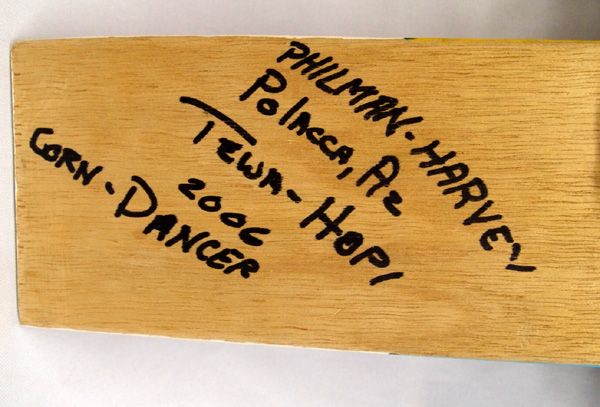 PHILMAN-HARVEY
POLACCA, AZ
TEWA-HOPI
2006
CORN-DANCER